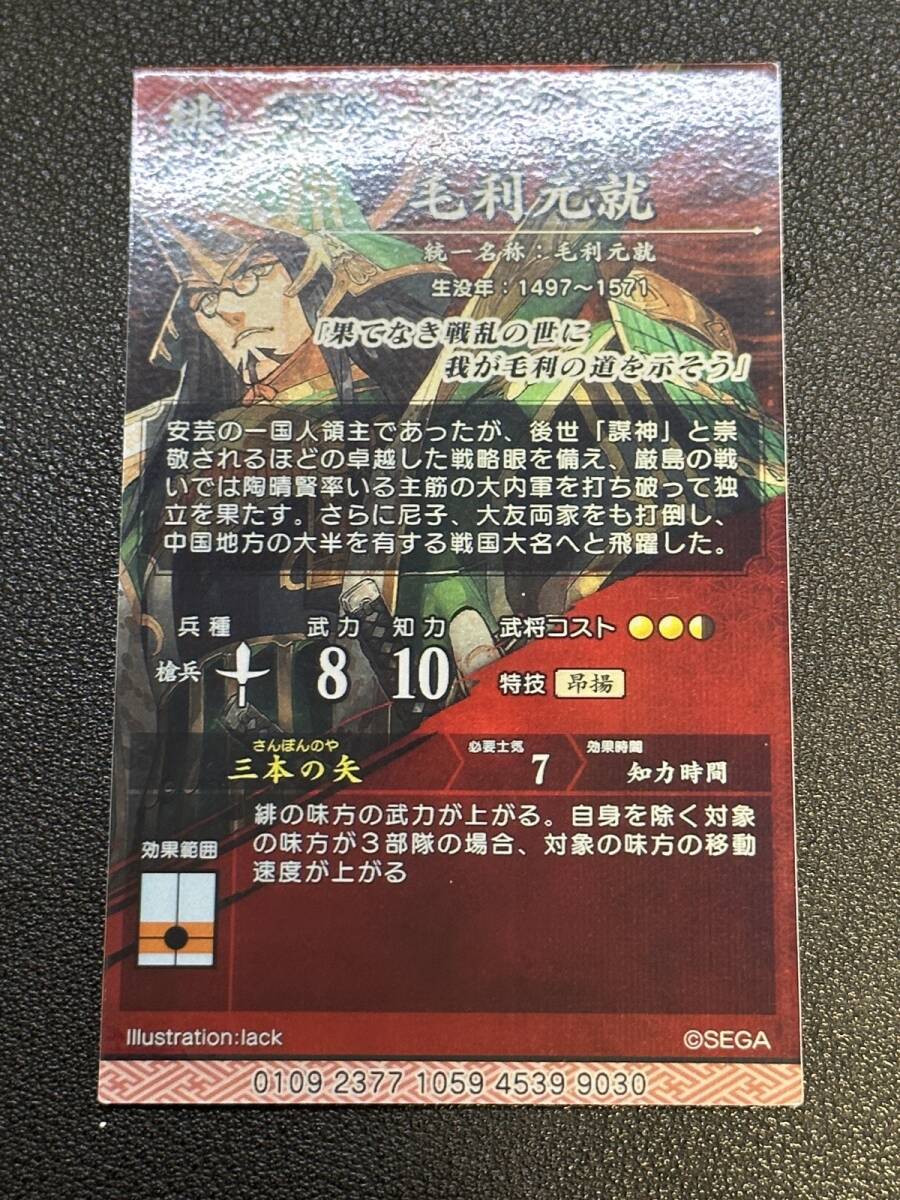 緋
毛利元就
統一名称：毛利元就
生没年：1497～1571
「果てなき戦乱の世に
我が毛利の道を示そう」
安芸の一国人領主であったが、後世「謀神」と崇
敬されるほどの卓越した戦略眼を備え、厳島の戦
いでは陶晴賢率いる主筋の大内軍を打ち破って独
立を果たす。さらに尼子、大友両家をも打倒し、
中国地方の大半を有する戦国大名へと飛躍した。
兵種 武力 知力 武将コスト
槍兵 8 10 特技 昂揚
さんぼんのや 必要士気 効果時間
三本の矢 7 知力時間
緋の味方の武力が上がる。自身を除く対象
の味方が３部隊の場合、対象の味方の移動
速度が上がる
効果範囲
Illustration:lack ©SEGA
0109 2377 1059 4539 9030